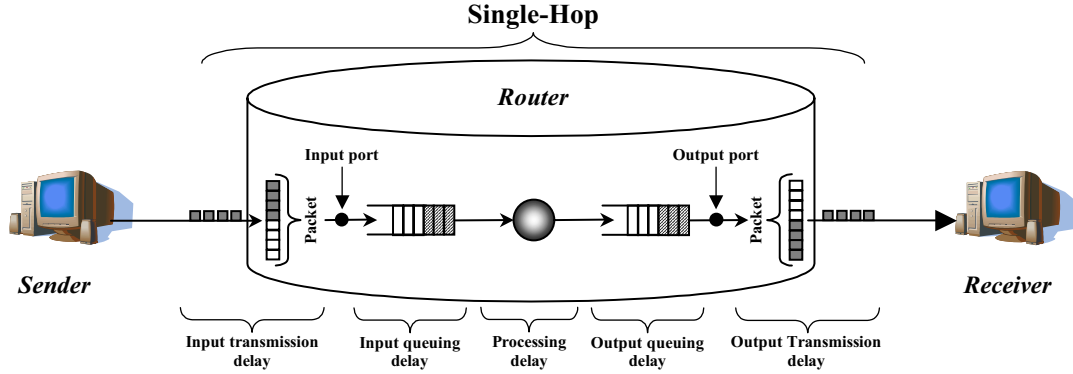 Single-Hop
Router
Input port
Output port
Packet
Packet
Sender
Receiver
Input transmission
delay
Input queuing
delay
Processing
delay
Output queuing
delay
Output Transmission
delay